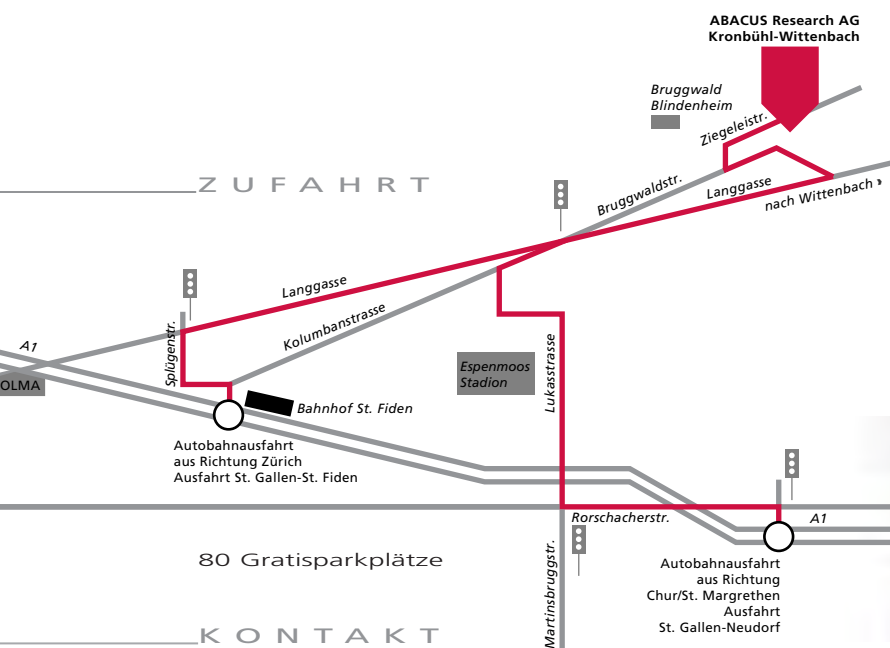 ABACUS Research AG
Kronbühl-Wittenbach
Bruggwald
Blindenheim
Ziegeleistr.
ZUFAHRT
Bruggwaldstr.
Langgasse
nach Wittenbach
Langgasse
Kolumbanstrasse
A1
Splügenstr.
OLMA
Espenmoos
Stadion
Lukasstrasse
Bahnhof St. Fiden
Autobahnausfahrt
aus Richtung Zürich
Ausfahrt St. Gallen-St. Fiden
Rorschacherstr.
A1
80 Gratisparkplätze
Martinsbruggstr.
Autobahnausfahrt
aus Richtung
Chur/St. Margrethen
Ausfahrt
St. Gallen-Neudorf
KONTAKT